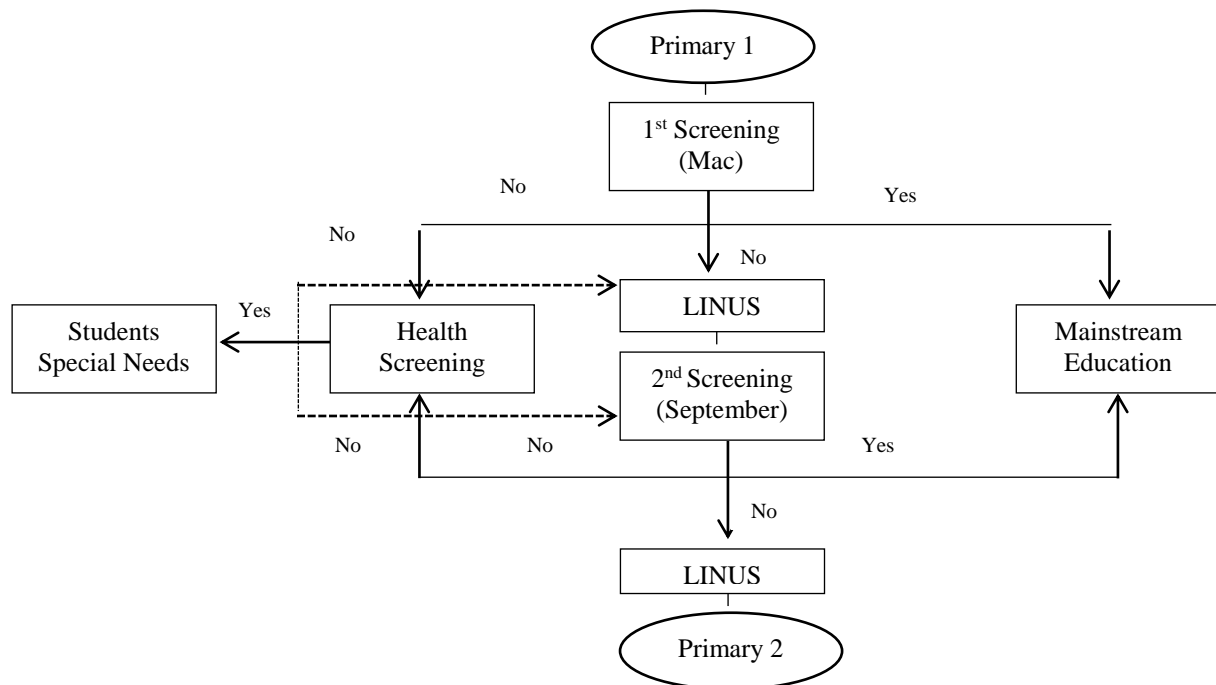 Primary 1
1st Screening
(Mac)
No
Yes
No
No
LINUS
Yes
Students
Special Needs
Health
Screening
Mainstream
Education
2nd Screening
(September)
No
No
Yes
No
LINUS
Primary 2